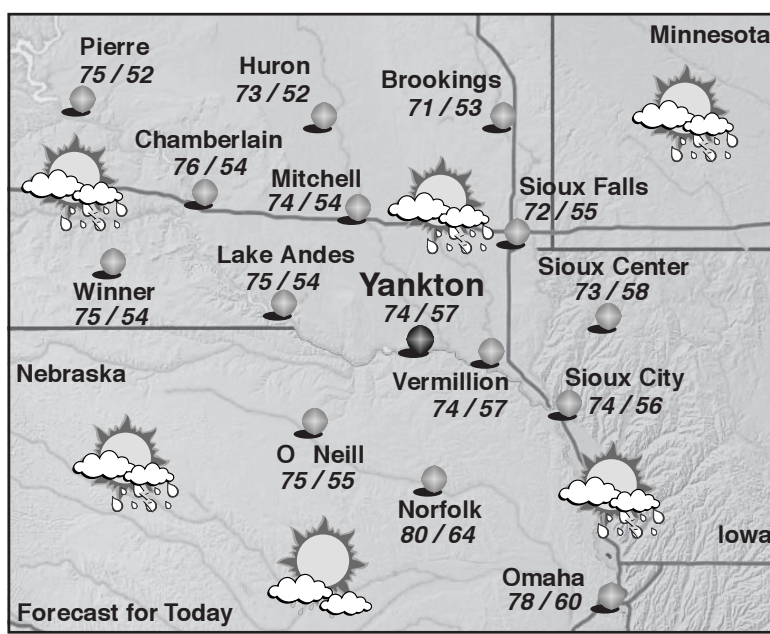 Minnesota
Pierre
75 / 52
Huron
73 / 52
Brookings
71 / 53
Chamberlain
76 / 54
Mitchell
74 / 54
Sioux Falls
72 / 55
Lake Andes
75 / 54
Yankton
74 / 57
Sioux Center
73 / 58
Winner
75 / 54
Nebraska
Vermillion
74 / 57
Sioux City
74 / 56
O Neill
75 / 55
Norfolk
80 / 64
Iowa
Omaha
78 / 60
Forecast for Today